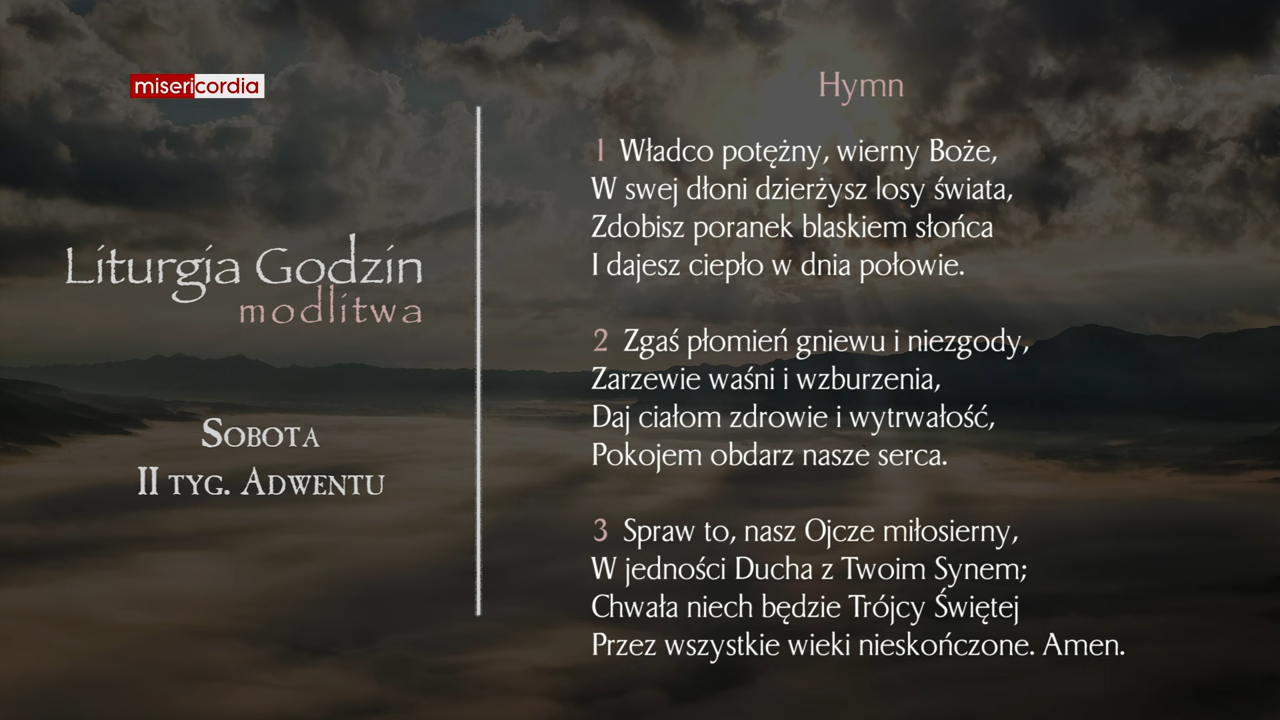 misericordia
Liturgia Godzin
modlitwa
Sobota
II tyg. Adwentu
Hymn
1 Władco potężny, wierny Boże,
W swej dłoni dzierżysz losy świata,
Zdobisz poranek blaskiem słońca
I dajesz ciepło w dnia połowie.
2 Zgaś płomień gniewu i niezgody,
Zarzewie waśni i wzburzenia,
Daj ciałom zdrowie i wytrwałość,
Pokojem obdarz nasze serca.
3 Spraw to, nasz Ojcze miłosierny,
W jedności Ducha z Twoim Synem;
Chwała niech będzie Trójcy Świętej
Przez wszystkie wieki nieskończone. Amen.